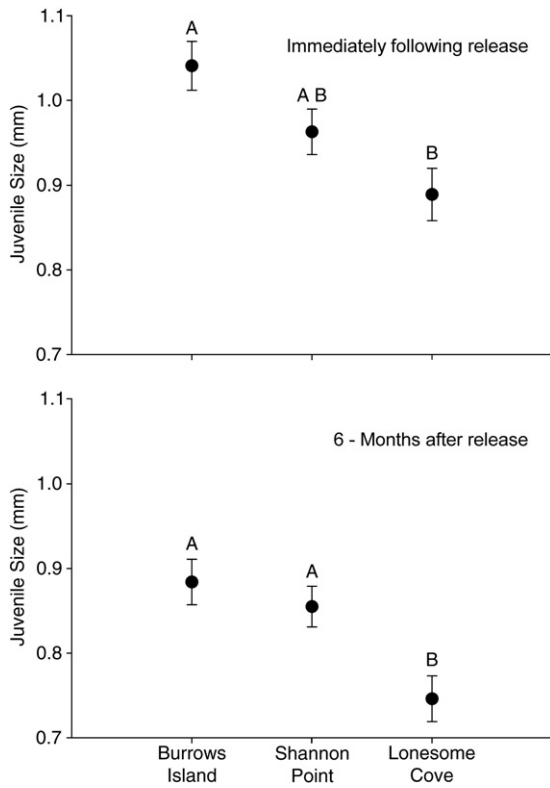 1.1
A
Immediately following release
1.0
A B
B
0.9
0.8
0.7
Juvenile Size (mm)
1.1
6 - Months after release
1.0
A
A
0.9
B
0.8
0.7
Juvenile Size (mm)
Burrows
Island
Shannon
Point
Lonesome
Cove